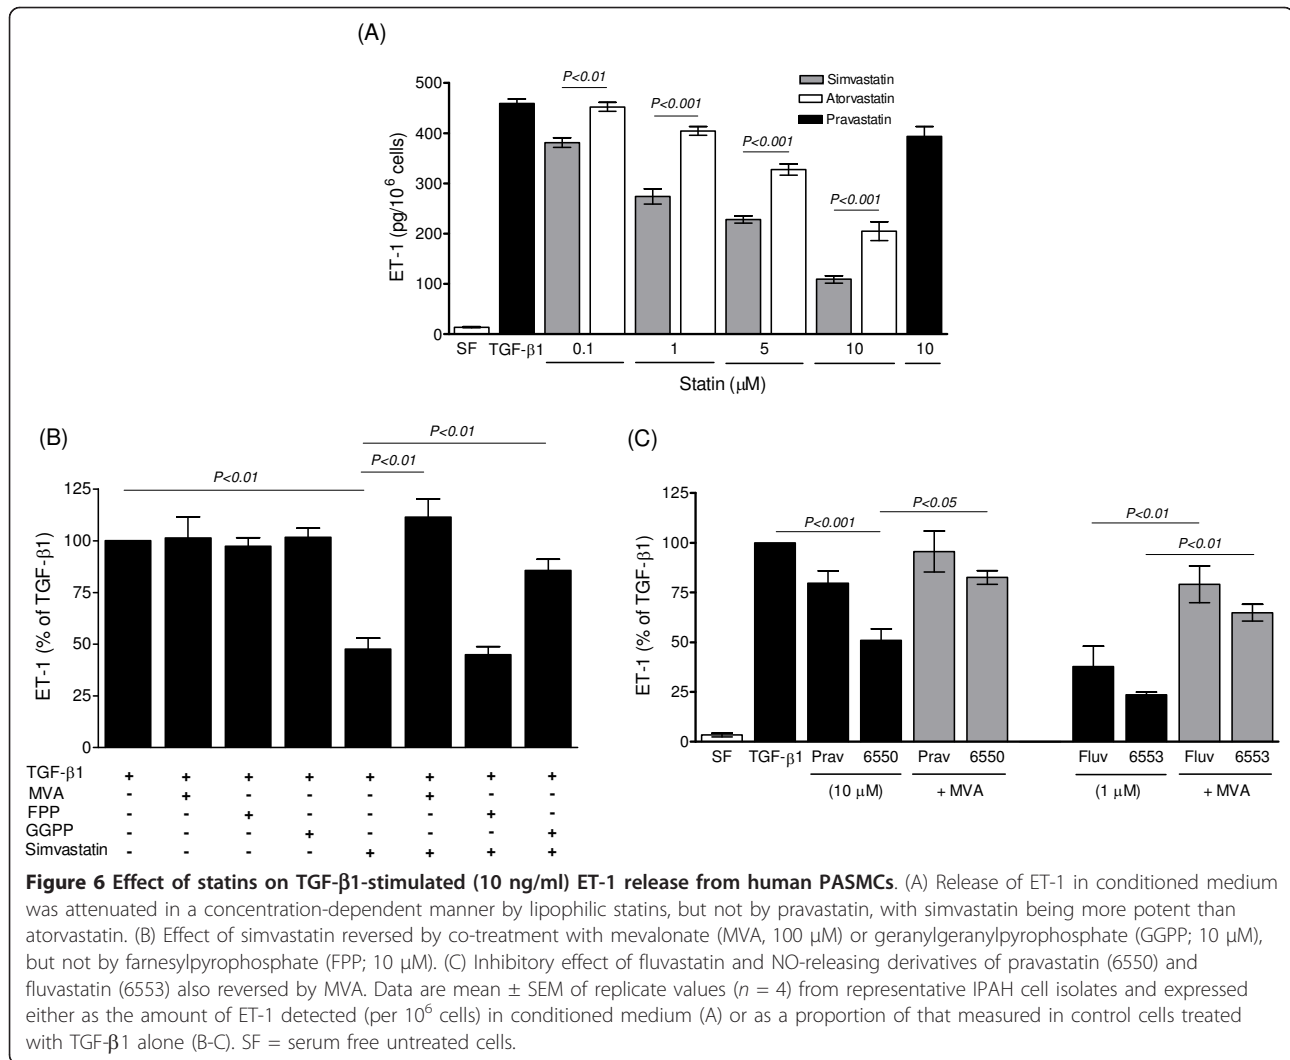 (A)
P<0.01
P<0.001
P<0.001
P<0.001
Simvastatin
Atorvastatin
Pravastatin
ET-1 (pg/10⁶ cells)
500
400
300
200
100
0
SF TGF-β1 0.1 1 5 10 10
Statin (μM)
(B)
P<0.01
P<0.01
P<0.01
ET-1 (% of TGF-β1)
125
100
75
50
25
0
TGF-β1 + + + + + + + +
MVA - + - - - + - -
FPP - - + - - - + -
GGPP - - - + - - - +
Simvastatin - - - - + + + +
(C)
P<0.001
P<0.05
P<0.01
P<0.01
ET-1 (% of TGF-β1)
125
100
75
50
25
0
SF TGF-β1 Prav 6550 Prav 6550 Fluv 6553 Fluv 6553
(10 μM) + MVA (1 μM) + MVA
Figure 6 Effect of statins on TGF-β1-stimulated (10 ng/ml) ET-1 release from human PASMCs. (A) Release of ET-1 in conditioned medium
was attenuated in a concentration-dependent manner by lipophilic statins, but not by pravastatin, with simvastatin being more potent than
atorvastatin. (B) Effect of simvastatin reversed by co-treatment with mevalonate (MVA, 100 μM) or geranylgeranylpyrophosphate (GGPP; 10 μM),
but not by farnesylpyrophosphate (FPP; 10 μM). (C) Inhibitory effect of fluvastatin and NO-releasing derivatives of pravastatin (6550) and
fluvastatin (6553) also reversed by MVA. Data are mean ± SEM of replicate values (n = 4) from representative IPAH cell isolates and expressed
either as the amount of ET-1 detected (per 10⁶ cells) in conditioned medium (A) or as a proportion of that measured in control cells treated
with TGF-β1 alone (B-C). SF = serum free untreated cells.